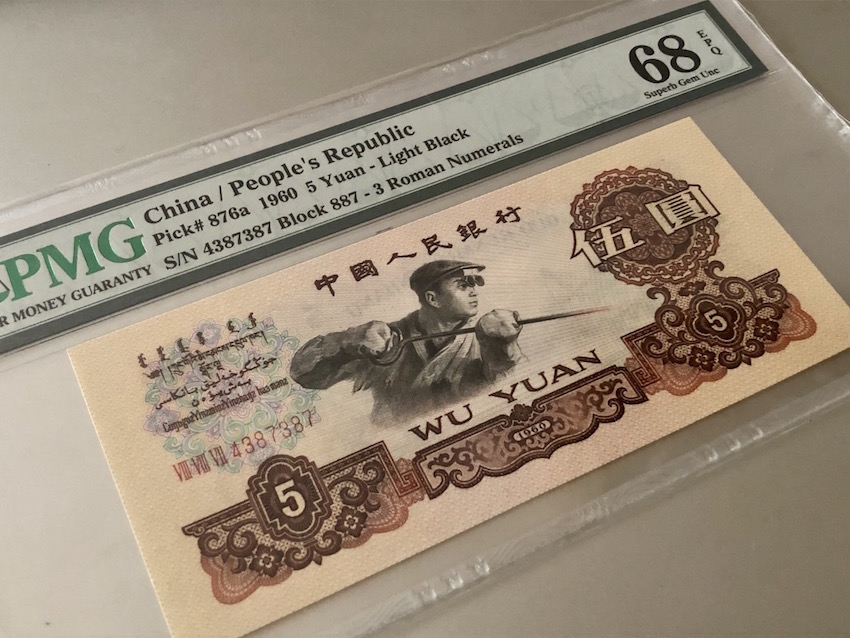 PMG
R MONEY GUARANTY
China / People's Republic
Pick# 876a 1960 5 Yuan - Light Black
S/N 4387387 Block 887 - 3 Roman Numerals
68
EPQ
Superb Gem Unc
中國人民銀行
伍圓
5
WU YUAN
1960
VIII VIII VII 4387387
5